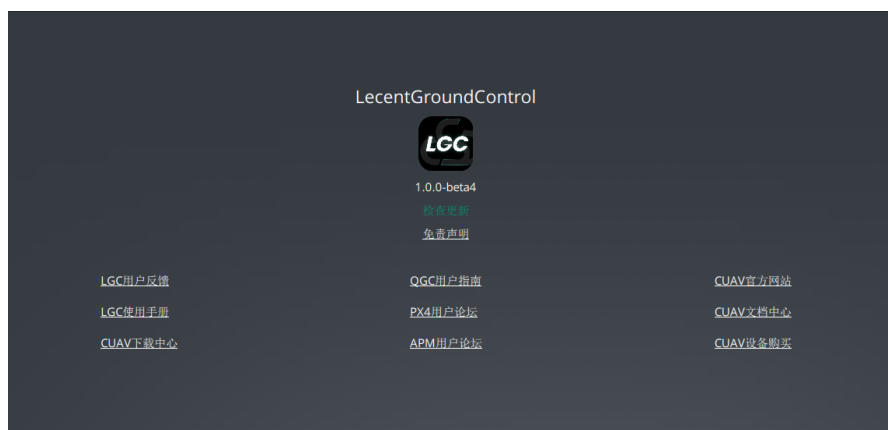 LecentGroundControl
LGC
1.0.0-beta4
检查更新
免责声明
LGC用户反馈 QGC用户指南 CUAV官方网站
LGC使用手册 PX4用户论坛 CUAV文档中心
CUAV下载中心 APM用户论坛 CUAV设备购买